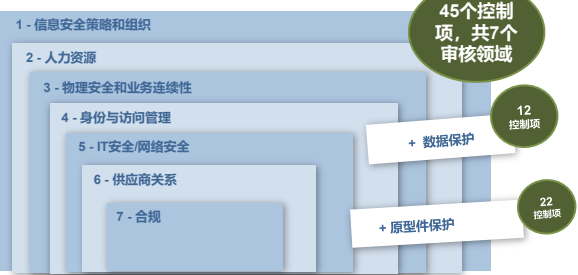 1 - 信息安全策略和组织
45个控制
项，共7个
审核领域
2 - 人力资源
3 - 物理安全和业务连续性
4 - 身份与访问管理
12
控制项
5 - IT安全/网络安全
+ 数据保护
6 - 供应商关系
7 - 合规
22
控制项
+ 原型件保护